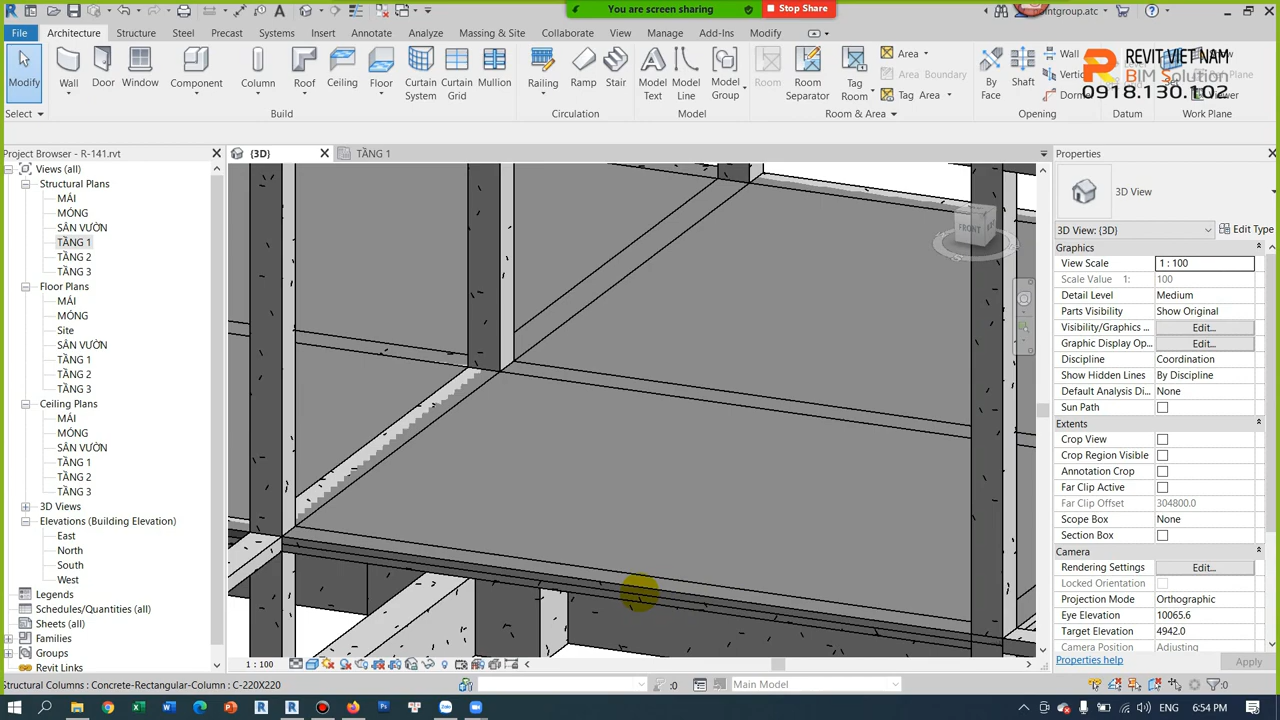 You are screen sharing
Stop Share
File
Architecture
Structure
Steel
Precast
Systems
Insert
Annotate
Analyze
Massing & Site
Collaborate
View
Manage
Add-Ins
Modify
Modify
Wall
Door
Window
Component
Column
Roof
Ceiling
Floor
Curtain System
Curtain Grid
Mullion
Railing
Ramp
Stair
Model Text
Model Line
Model Group
Room
Room Separator
Tag Room
Area
Area Boundary
Tag Area
By Face
Shaft
Wall
REVIT VIET NAM
BIM Solution
0918.130.102
Select
Build
Circulation
Model
Room & Area
Opening
Datum
Work Plane
Project Browser - R-141.rvt
{3D}
TẦNG 1
Properties
Views (all)
Structural Plans
MÁI
MÓNG
SÂN VƯỜN
TẦNG 1
TẦNG 2
TẦNG 3
Floor Plans
MÁI
MÓNG
Site
SÂN VƯỜN
TẦNG 1
TẦNG 2
TẦNG 3
Ceiling Plans
MÁI
MÓNG
SÂN VƯỜN
TẦNG 1
TẦNG 2
TẦNG 3
3D Views
Elevations (Building Elevation)
East
North
South
West
Legends
Schedules/Quantities (all)
Sheets (all)
Families
Groups
Revit Links
FRONT
3D View
3D View: {3D}
Edit Type
Graphics
View Scale 1 : 100
Scale Value 1: 100
Detail Level Medium
Parts Visibility Show Original
Visibility/Graphics ... Edit...
Graphic Display Op... Edit...
Discipline Coordination
Show Hidden Lines By Discipline
Default Analysis Di... None
Sun Path
Extents
Crop View
Crop Region Visible
Annotation Crop
Far Clip Active
Far Clip Offset 304800.0
Scope Box None
Section Box
Camera
Rendering Settings Edit...
Locked Orientation
Projection Mode Orthographic
Eye Elevation 10065.6
Target Elevation 4942.0
Camera Position Adjusting
Properties help
Apply
1 : 100
Structural Columns : Concrete-Rectangular-Column : C-220X220
:0
Main Model
:0
ENG
6:54 PM